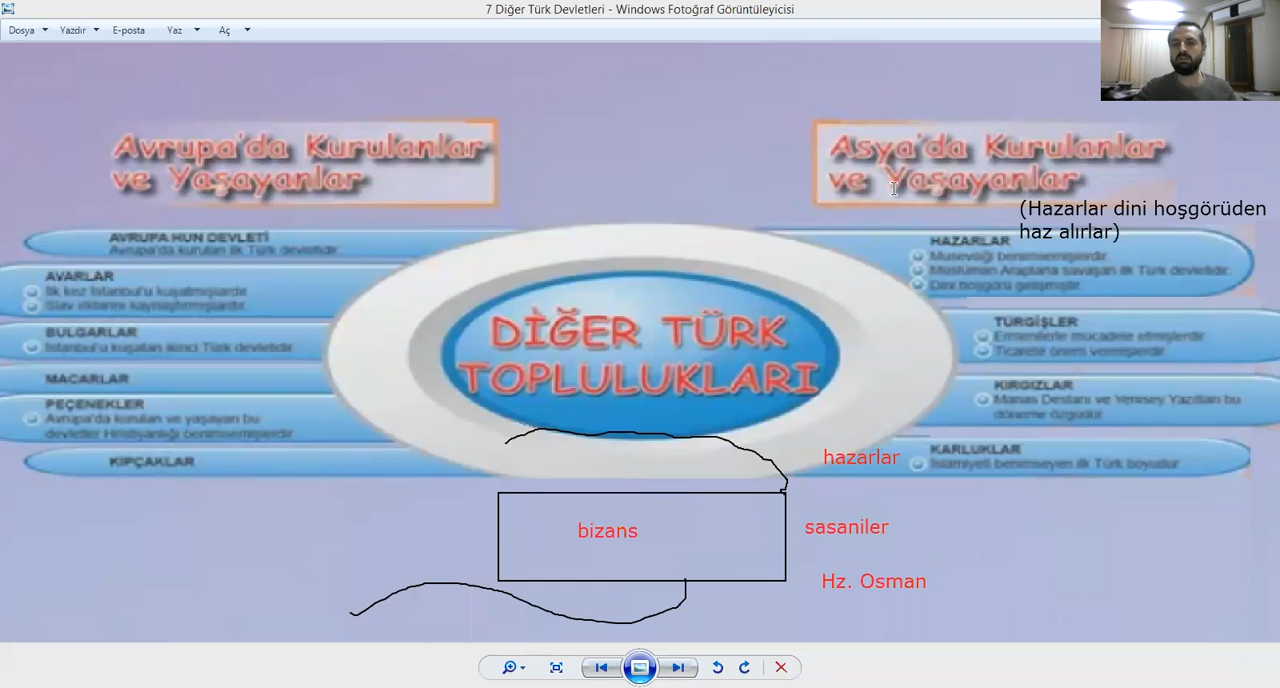 7 Diğer Türk Devletleri - Windows Fotoğraf Görüntüleyicisi
Dosya Yazdır E-posta Yaz Aç
Avrupa'da Kurulanlar
ve Yaşayanlar
AVRUPA HUN DEVLETİ
Avrupa'da kurulan ilk Türk devletidir.
AVARLAR
İlk kez İstanbul'u kuşatmışlardır.
Slav ırklarını kaynaştırmışlardır.
BULGARLAR
İstanbul'u kuşatan ikinci Türk devletidir.
MACARLAR
PEÇENEKLER
Avrupa'da kurulan ve yaşayan bu
devletler Hristiyanlığı benimsemişlerdir.
KIPÇAKLAR
DİĞER TÜRK
TOPLULUKLARI
Asya'da Kurulanlar
ve Yaşayanlar
(Hazarlar dini hoşgörüden
haz alırlar)
HAZARLAR
Museviliği benimsemişlerdir.
Müslüman Araplarla savaşan ilk Türk devletidir.
Dini hoşgörü gelişmiştir.
TÜRGİŞLER
mücadele etmişlerdir.
Ticarete önem vermişlerdir.
KIRGIZLAR
Manas Destanı ve Yenisey Yazıtları bu
döneme özgüdür.
KARLUKLAR
İslamiyeti benimseyen ilk Türk boyudur.
hazarlar
bizans
sasaniler
Hz. Osman